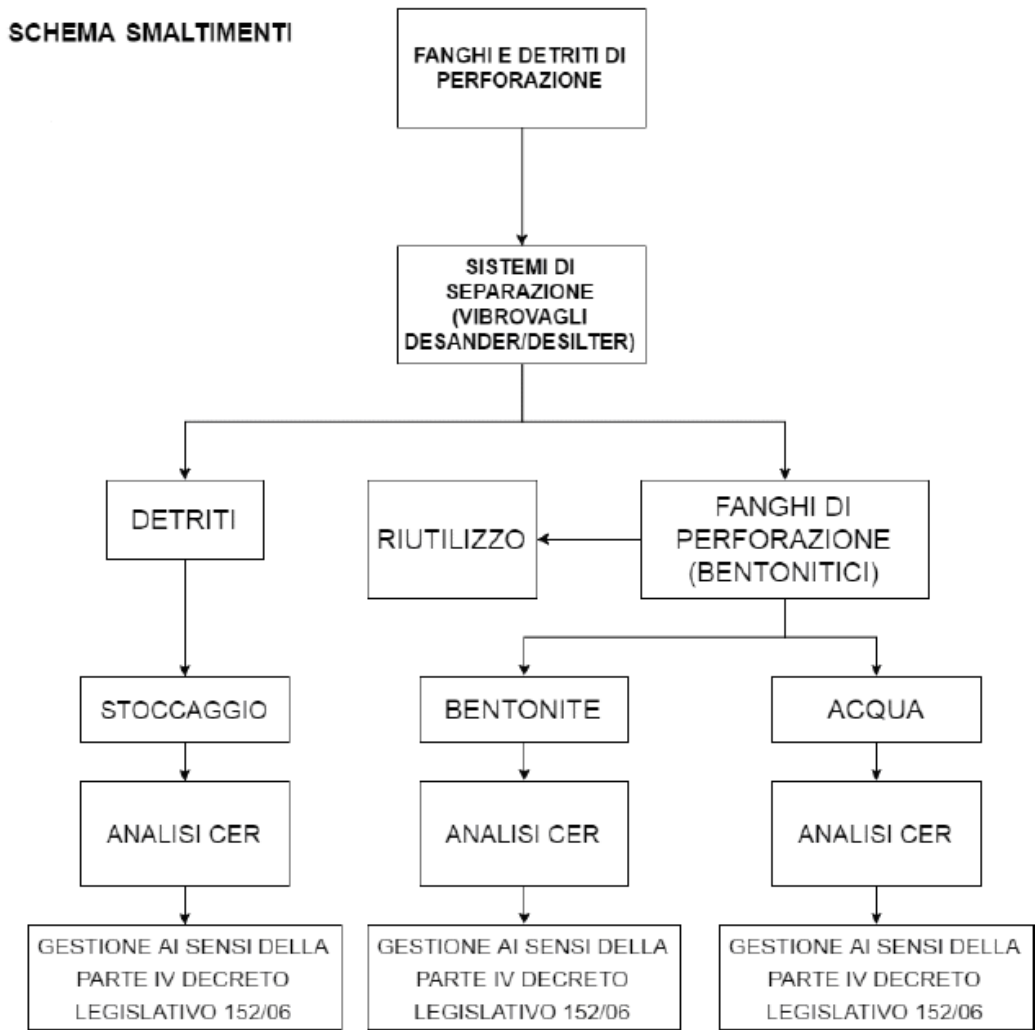 SCHEMA SMALTIMENTI
FANGHI E DETRITI DI
PERFORAZIONE
SISTEMI DI
SEPARAZIONE
(VIBROVAGLI
DESANDER/DESILTER)
DETRITI
RIUTILIZZO
FANGHI DI
PERFORAZIONE
(BENTONITICI)
STOCCAGGIO
BENTONITE
ACQUA
ANALISI CER
ANALISI CER
ANALISI CER
GESTIONE AI SENSI DELLA
PARTE IV DECRETO
LEGISLATIVO 152/06
GESTIONE AI SENSI DELLA
PARTE IV DECRETO
LEGISLATIVO 152/06
GESTIONE AI SENSI DELLA
PARTE IV DECRETO
LEGISLATIVO 152/06